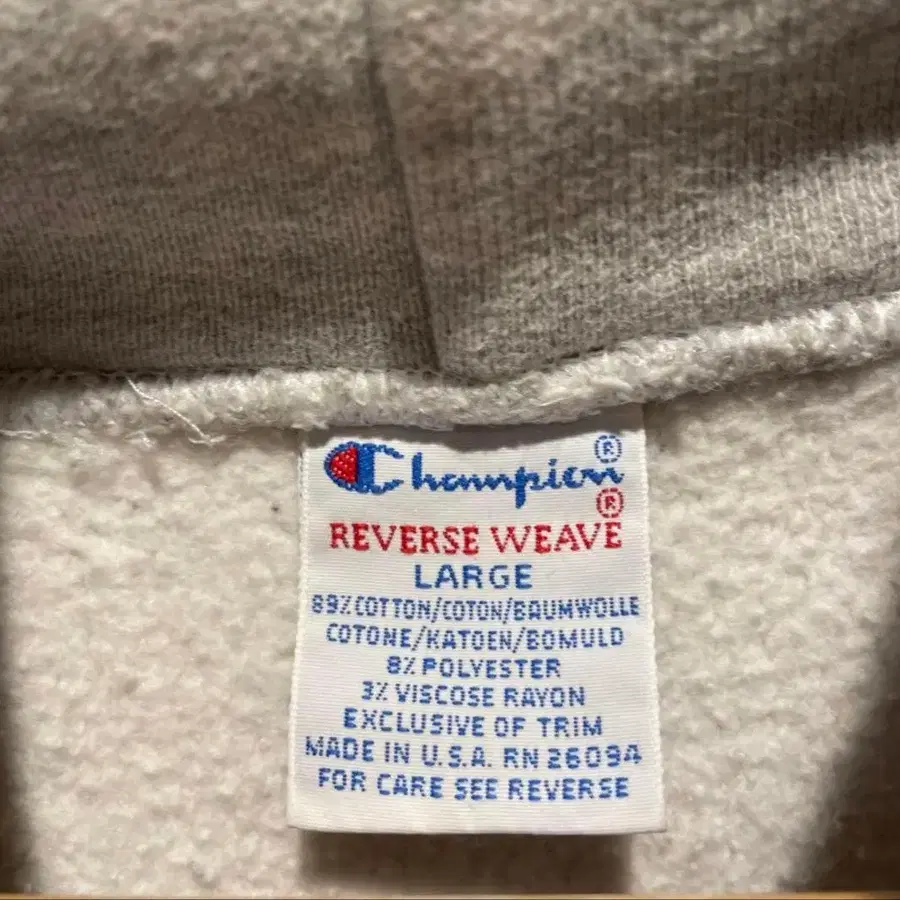 Champion®
REVERSE WEAVE®
LARGE
89% COTTON/COTON/BAUMWOLLE
COTONE/KATOEN/BOMULD
8% POLYESTER
3% VISCOSE RAYON
EXCLUSIVE OF TRIM
MADE IN U.S.A. RN 26094
FOR CARE SEE REVERSE